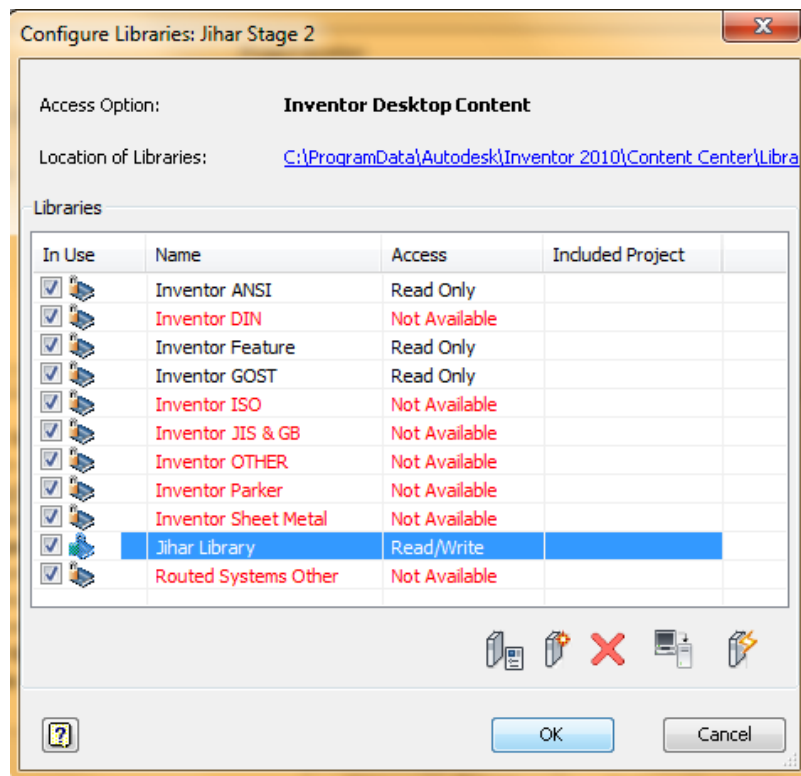 Configure Libraries: Jihar Stage 2
Access Option: Inventor Desktop Content
Location of Libraries: C:\ProgramData\Autodesk\Inventor 2010\Content Center\Libra
Libraries
In Use Name Access Included Project
Inventor ANSI Read Only
Inventor DIN Not Available
Inventor Feature Read Only
Inventor GOST Read Only
Inventor ISO Not Available
Inventor JIS & GB Not Available
Inventor OTHER Not Available
Inventor Parker Not Available
Inventor Sheet Metal Not Available
Jihar Library Read/Write
Routed Systems Other Not Available
OK Cancel